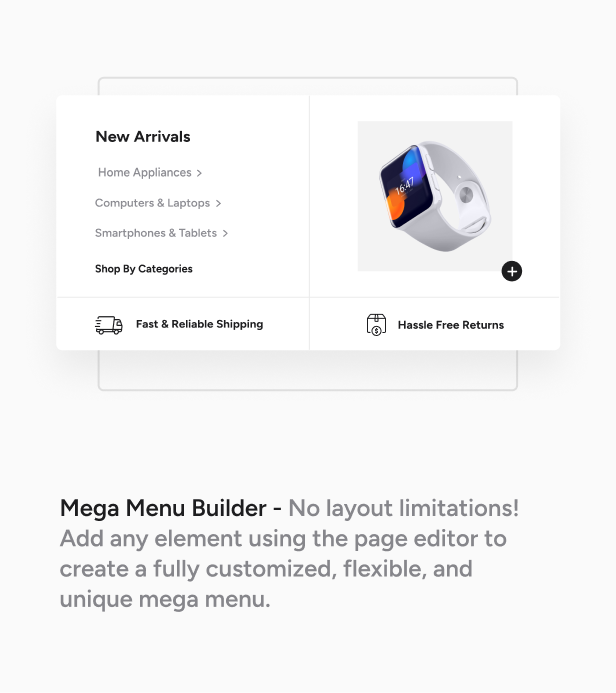 New Arrivals
Home Appliances
Computers & Laptops
Smartphones & Tablets
Shop By Categories
16:47
Fast & Reliable Shipping
Hassle Free Returns
Mega Menu Builder - No layout limitations!
Add any element using the page editor to
create a fully customized, flexible, and
unique mega menu.